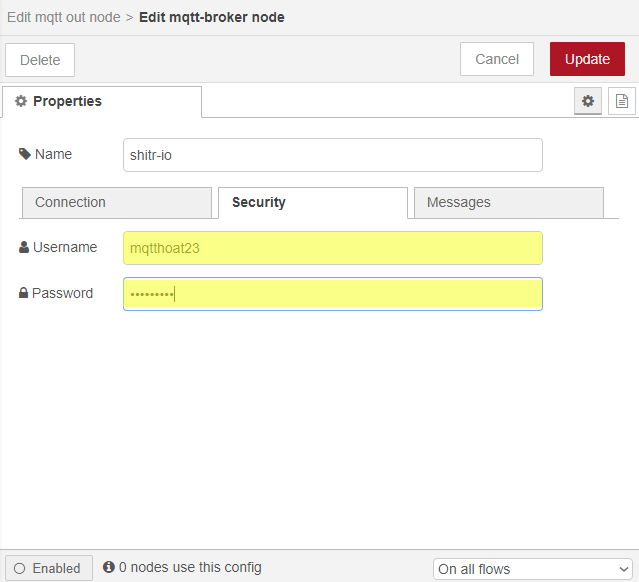 Edit mqtt out node > Edit mqtt-broker node
Delete
Cancel
Update
Properties
Name
shitr-io
Connection
Security
Messages
Username
mqtthoat23
Password
•••••••••
Enabled
0 nodes use this config
On all flows